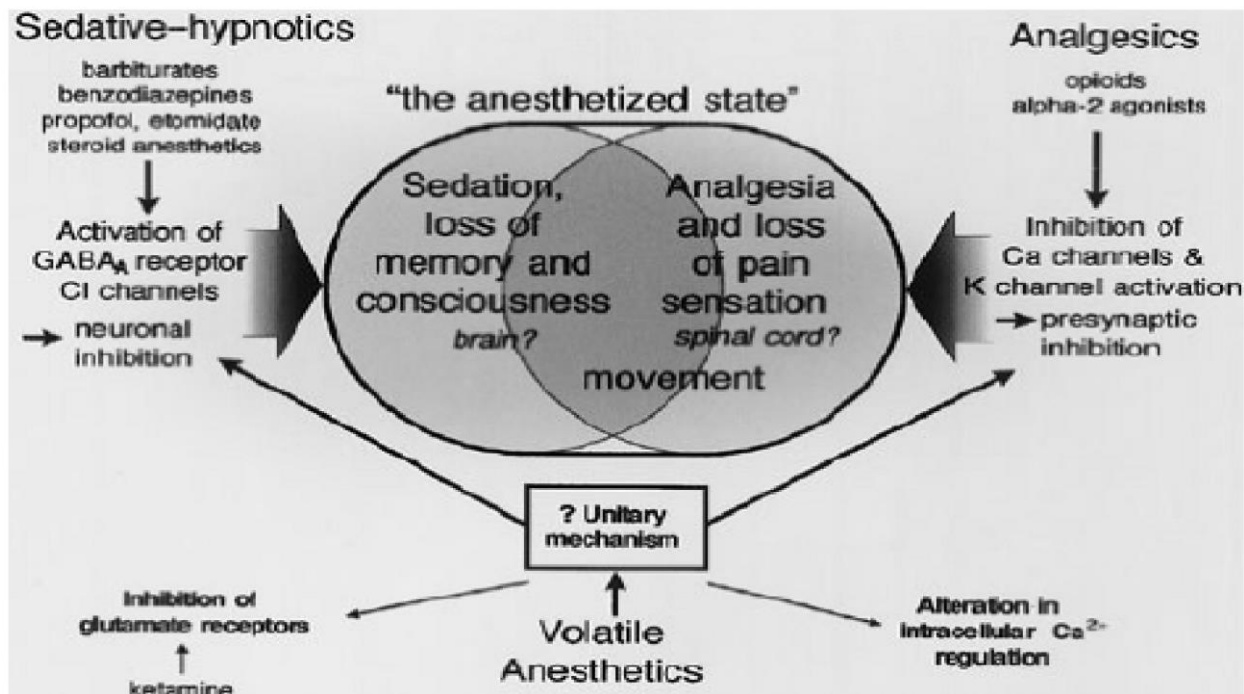 Sedative–hypnotics
barbiturates
benzodiazepines
propofol, etomidate
steroid anesthetics
Activation of
GABAA receptor
Cl channels
neuronal
inhibition
"the anesthetized state"
Sedation,
loss of
memory and
consciousness
brain?
Analgesia
and loss
of pain
sensation
spinal cord?
movement
Analgesics
opioids
alpha-2 agonists
Inhibition of
Ca channels &
K channel activation
presynaptic
inhibition
? Unitary
mechanism
Volatile
Anesthetics
Inhibition of
glutamate receptors
ketamine
Alteration in
intracellular Ca2+
regulation